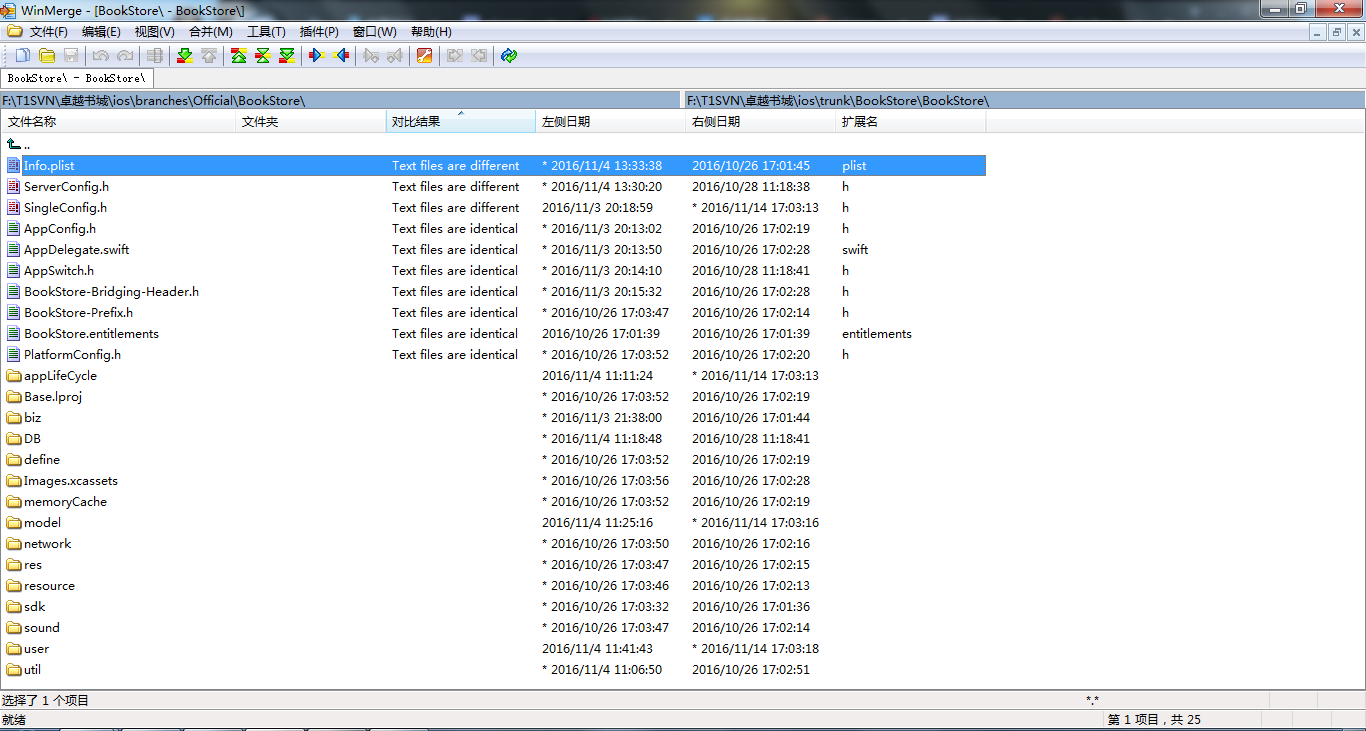 WinMerge - [BookStore\ - BookStore\]
文件(F) 编辑(E) 视图(V) 合并(M) 工具(T) 插件(P) 窗口(W) 帮助(H)
BookStore\ - BookStore\
F:\T1SVN\卓越书城\ios\branches\Official\BookStore\ F:\T1SVN\卓越书城\ios\trunk\BookStore\BookStore\
文件名称 文件夹 对比结果 左侧日期 右侧日期 扩展名
..
Info.plist Text files are different * 2016/11/4 13:33:38 2016/10/26 17:01:45 plist
ServerConfig.h Text files are different * 2016/11/4 13:30:20 2016/10/28 11:18:38 h
SingleConfig.h Text files are different 2016/11/3 20:18:59 * 2016/11/14 17:03:13 h
AppConfig.h Text files are identical * 2016/11/3 20:13:02 2016/10/26 17:02:19 h
AppDelegate.swift Text files are identical * 2016/11/3 20:13:50 2016/10/26 17:02:28 swift
AppSwitch.h Text files are identical * 2016/11/3 20:14:10 2016/10/28 11:18:41 h
BookStore-Bridging-Header.h Text files are identical * 2016/11/3 20:15:32 2016/10/26 17:02:28 h
BookStore-Prefix.h Text files are identical * 2016/10/26 17:03:47 2016/10/26 17:02:14 h
BookStore.entitlements Text files are identical 2016/10/26 17:01:39 2016/10/26 17:01:39 entitlements
PlatformConfig.h Text files are identical * 2016/10/26 17:03:52 2016/10/26 17:02:20 h
appLifeCycle 2016/11/4 11:11:24 * 2016/11/14 17:03:13
Base.lproj * 2016/10/26 17:03:52 2016/10/26 17:02:19
biz * 2016/11/3 21:38:00 2016/10/26 17:01:44
DB * 2016/11/4 11:18:48 2016/10/28 11:18:41
define * 2016/10/26 17:03:52 2016/10/26 17:02:19
Images.xcassets * 2016/10/26 17:03:56 2016/10/26 17:02:28
memoryCache * 2016/10/26 17:03:52 2016/10/26 17:02:19
model 2016/11/4 11:25:16 * 2016/11/14 17:03:16
network * 2016/10/26 17:03:50 2016/10/26 17:02:16
res * 2016/10/26 17:03:47 2016/10/26 17:02:15
resource * 2016/10/26 17:03:46 2016/10/26 17:02:13
sdk * 2016/10/26 17:03:32 2016/10/26 17:01:36
sound * 2016/10/26 17:03:47 2016/10/26 17:02:14
user 2016/11/4 11:41:43 * 2016/11/14 17:03:18
util * 2016/11/4 11:06:50 2016/10/26 17:02:51
选择了 1 个项目 *.*
就绪 第 1 项目，共 25